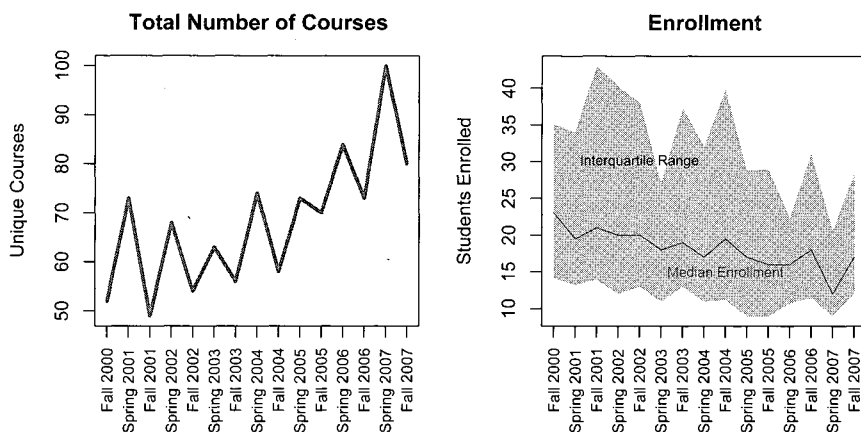 Total Number of Courses
Unique Courses
100
90
80
70
60
50
Fall 2000
Spring 2001
Fall 2001
Spring 2002
Fall 2002
Spring 2003
Fall 2003
Spring 2004
Fall 2004
Spring 2005
Fall 2005
Spring 2006
Fall 2006
Spring 2007
Fall 2007
Enrollment
Students Enrolled
40
35
30
25
20
15
10
Interquartile Range
Median Enrollment
Fall 2000
Spring 2001
Fall 2001
Spring 2002
Fall 2002
Spring 2003
Fall 2003
Spring 2004
Fall 2004
Spring 2005
Fall 2005
Spring 2006
Fall 2006
Spring 2007
Fall 2007